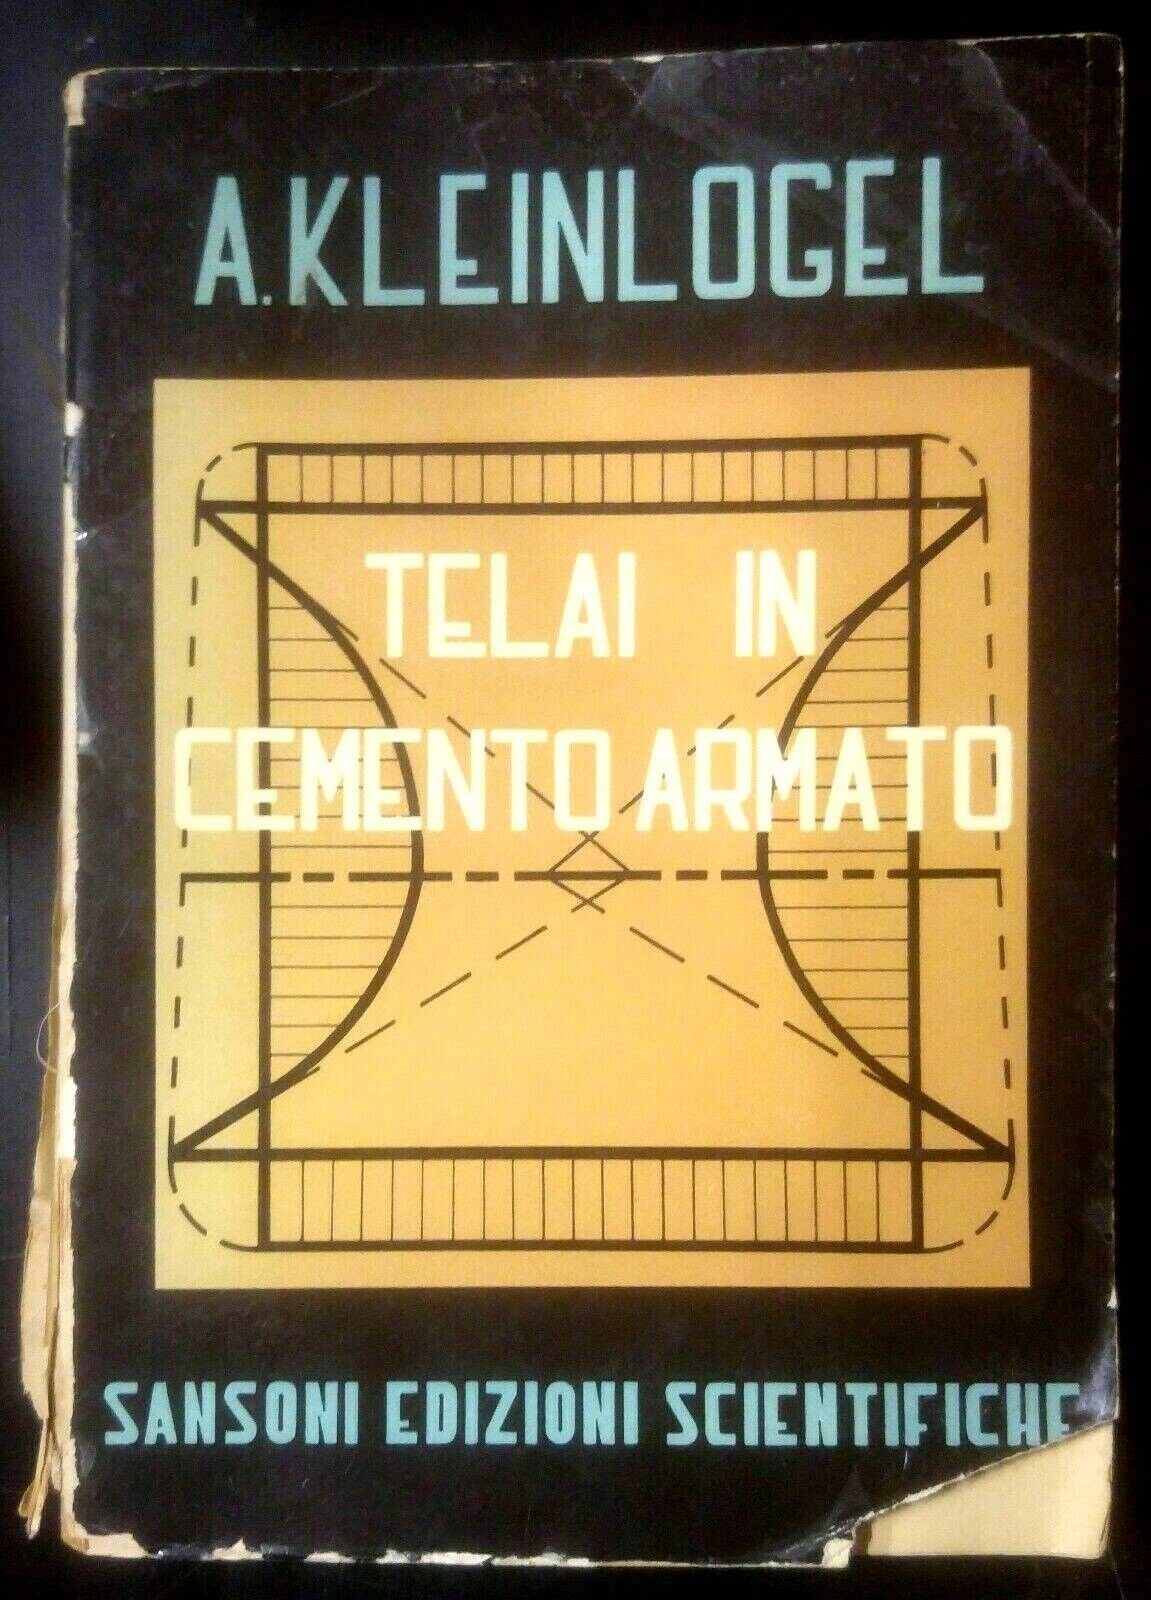 A.KLEINLOGEL
TELAI IN
CEMENTO ARMATO
SANSONI EDIZIONI SCIENTIFICHE